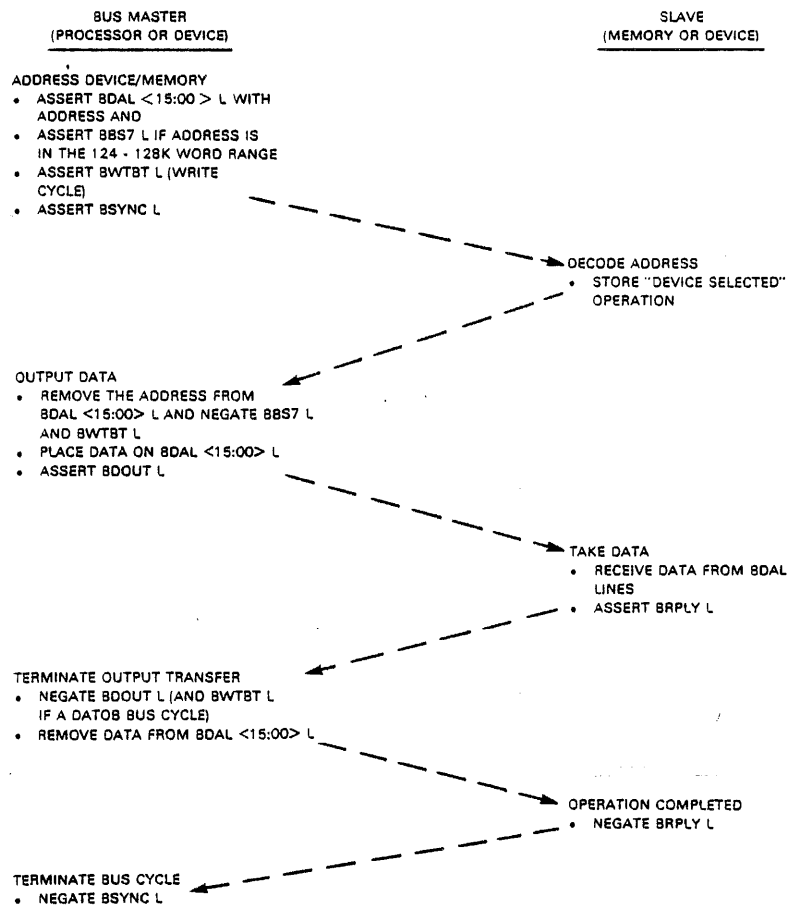 BUS MASTER
(PROCESSOR OR DEVICE)
SLAVE
(MEMORY OR DEVICE)
ADDRESS DEVICE/MEMORY
• ASSERT BDAL <15:00> L WITH
ADDRESS AND
• ASSERT BBS7 L IF ADDRESS IS
IN THE 124 - 128K WORD RANGE
• ASSERT BWTBT L (WRITE
CYCLE)
• ASSERT BSYNC L
DECODE ADDRESS
• STORE "DEVICE SELECTED"
OPERATION
OUTPUT DATA
• REMOVE THE ADDRESS FROM
BDAL <15:00> L AND NEGATE BBS7 L
AND BWTBT L
• PLACE DATA ON BDAL <15:00> L
• ASSERT BDOUT L
TAKE DATA
• RECEIVE DATA FROM BDAL
LINES
• ASSERT BRPLY L
TERMINATE OUTPUT TRANSFER
• NEGATE BDOUT L (AND BWTBT L
IF A DATOB BUS CYCLE)
• REMOVE DATA FROM BDAL <15:00> L
OPERATION COMPLETED
• NEGATE BRPLY L
TERMINATE BUS CYCLE
• NEGATE BSYNC L